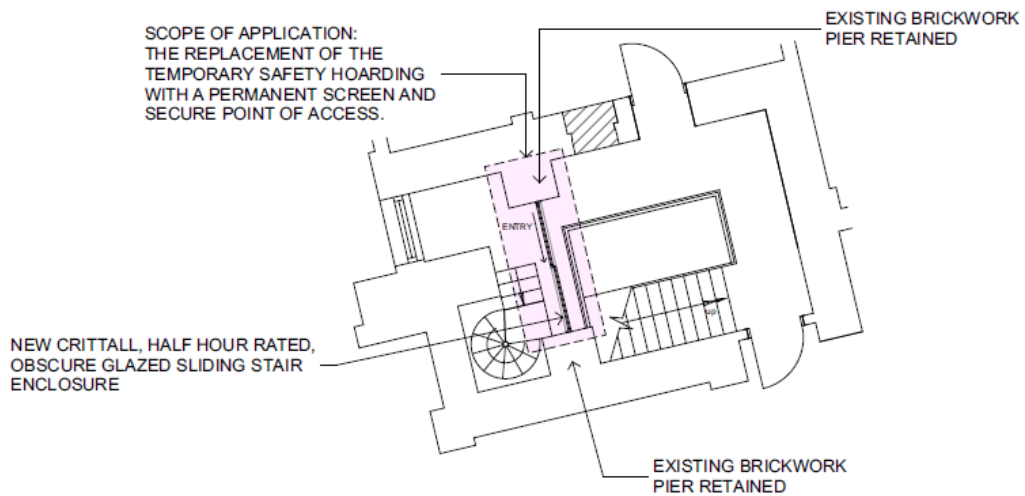 SCOPE OF APPLICATION:
THE REPLACEMENT OF THE
TEMPORARY SAFETY HOARDING
WITH A PERMANENT SCREEN AND
SECURE POINT OF ACCESS.
EXISTING BRICKWORK
PIER RETAINED
ENTRY
up
NEW CRITTALL, HALF HOUR RATED,
OBSCURE GLAZED SLIDING STAIR
ENCLOSURE
EXISTING BRICKWORK
PIER RETAINED